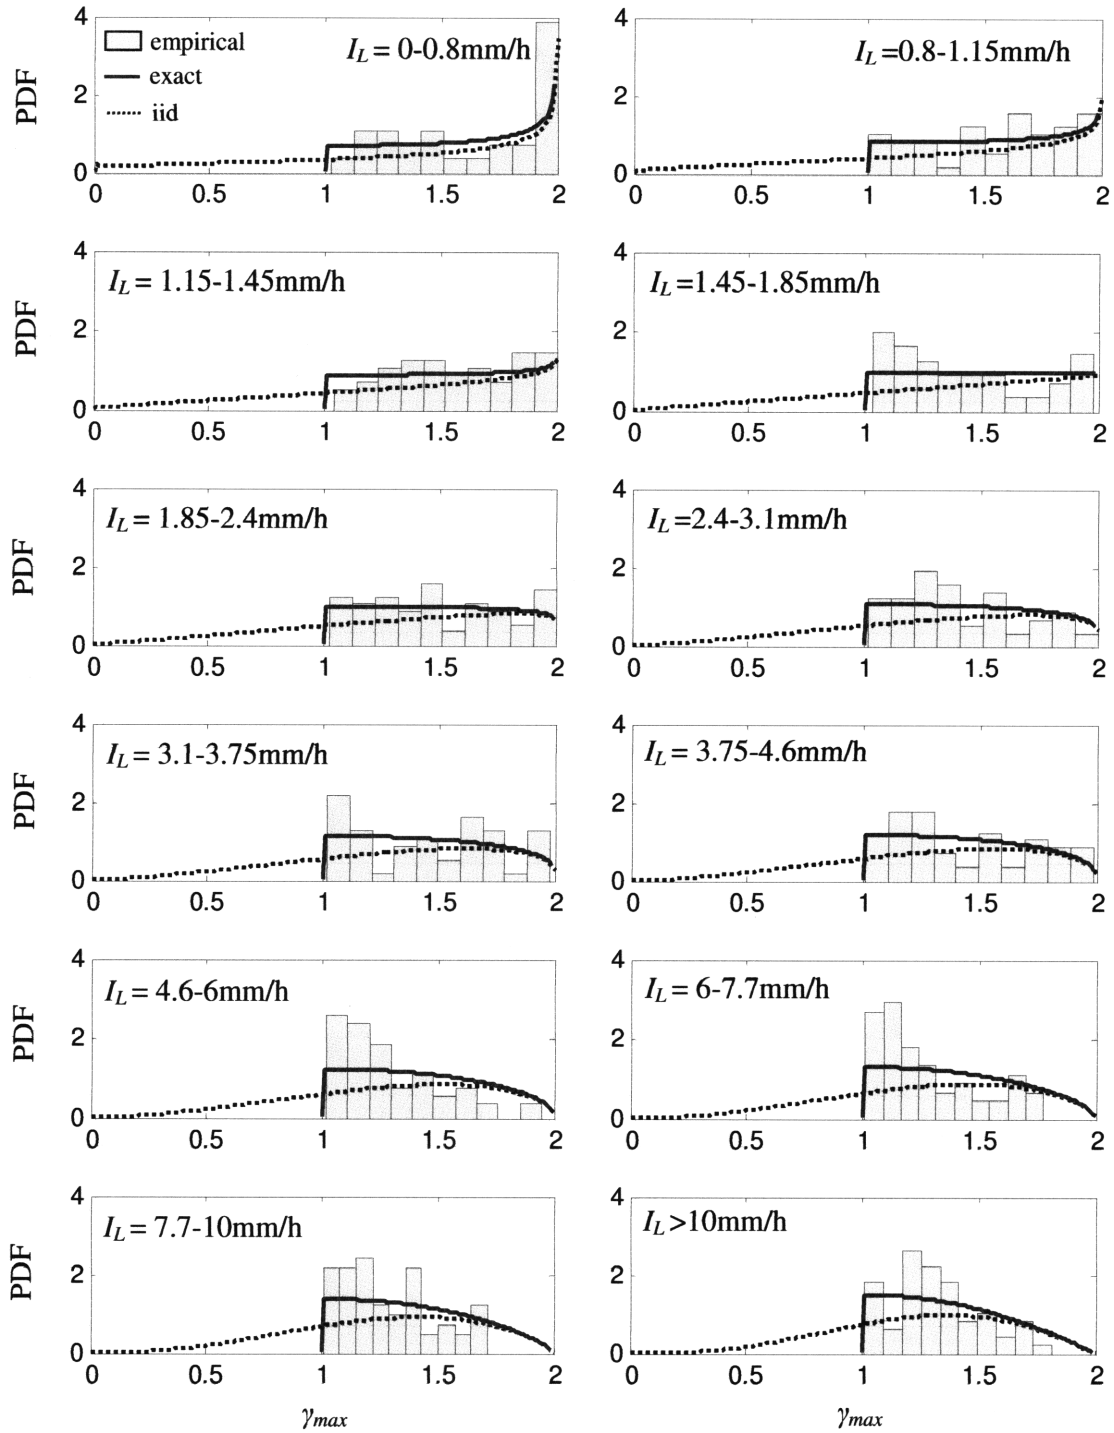 4
empirical
exact
iid
I_L = 0-0.8mm/h
PDF
2
0
0 0.5 1 1.5 2
4
I_L =0.8-1.15mm/h
2
0
0 0.5 1 1.5 2
4
I_L = 1.15-1.45mm/h
PDF
2
0
0 0.5 1 1.5 2
4
I_L =1.45-1.85mm/h
2
0
0 0.5 1 1.5 2
4
I_L = 1.85-2.4mm/h
PDF
2
0
0 0.5 1 1.5 2
4
I_L =2.4-3.1mm/h
2
0
0 0.5 1 1.5 2
4
I_L = 3.1-3.75mm/h
PDF
2
0
0 0.5 1 1.5 2
4
I_L = 3.75-4.6mm/h
2
0
0 0.5 1 1.5 2
4
I_L = 4.6-6mm/h
PDF
2
0
0 0.5 1 1.5 2
4
I_L = 6-7.7mm/h
2
0
0 0.5 1 1.5 2
4
I_L = 7.7-10mm/h
PDF
2
0
0 0.5 1 1.5 2
γmax
4
I_L >10mm/h
2
0
0 0.5 1 1.5 2
γmax